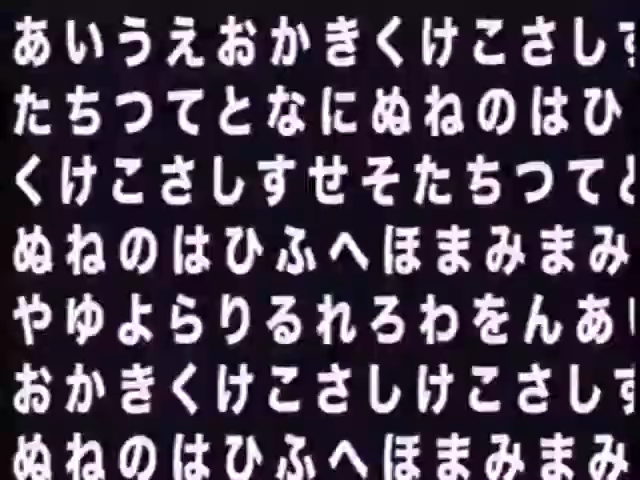 あいうえおかきくけこさしす
たちつてとなにぬねのはひ
くけこさしすせそたちつてと
ぬねのはひふへほまみまみ
やゆよらりるれろわをんあい
おかきくけこさしけこさしす
ぬねのはひふへほまみまみ